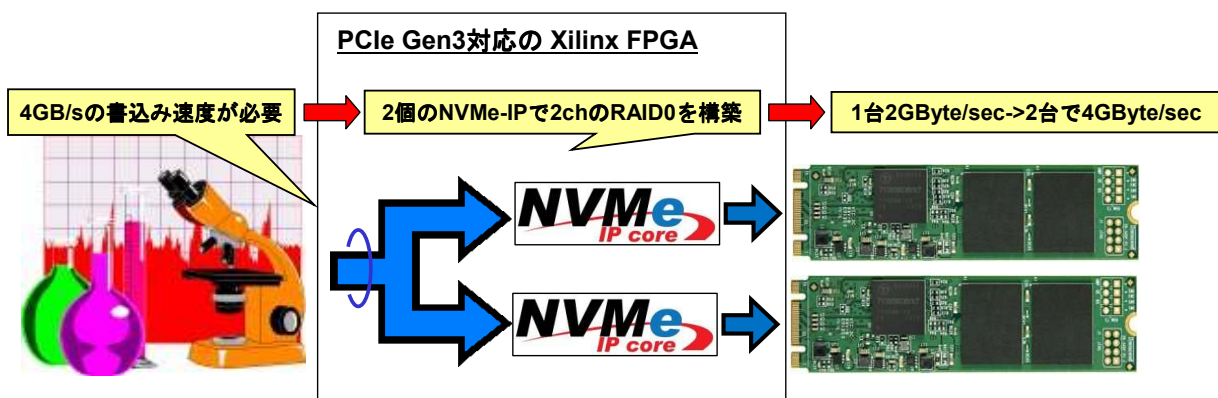 PCIe Gen3対応の Xilinx FPGA
4GB/sの書込み速度が必要
2個のNVMe-IPで2chのRAID0を構築
1台2GByte/sec->2台で4GByte/sec
NVMe
IP core
NVMe
IP core